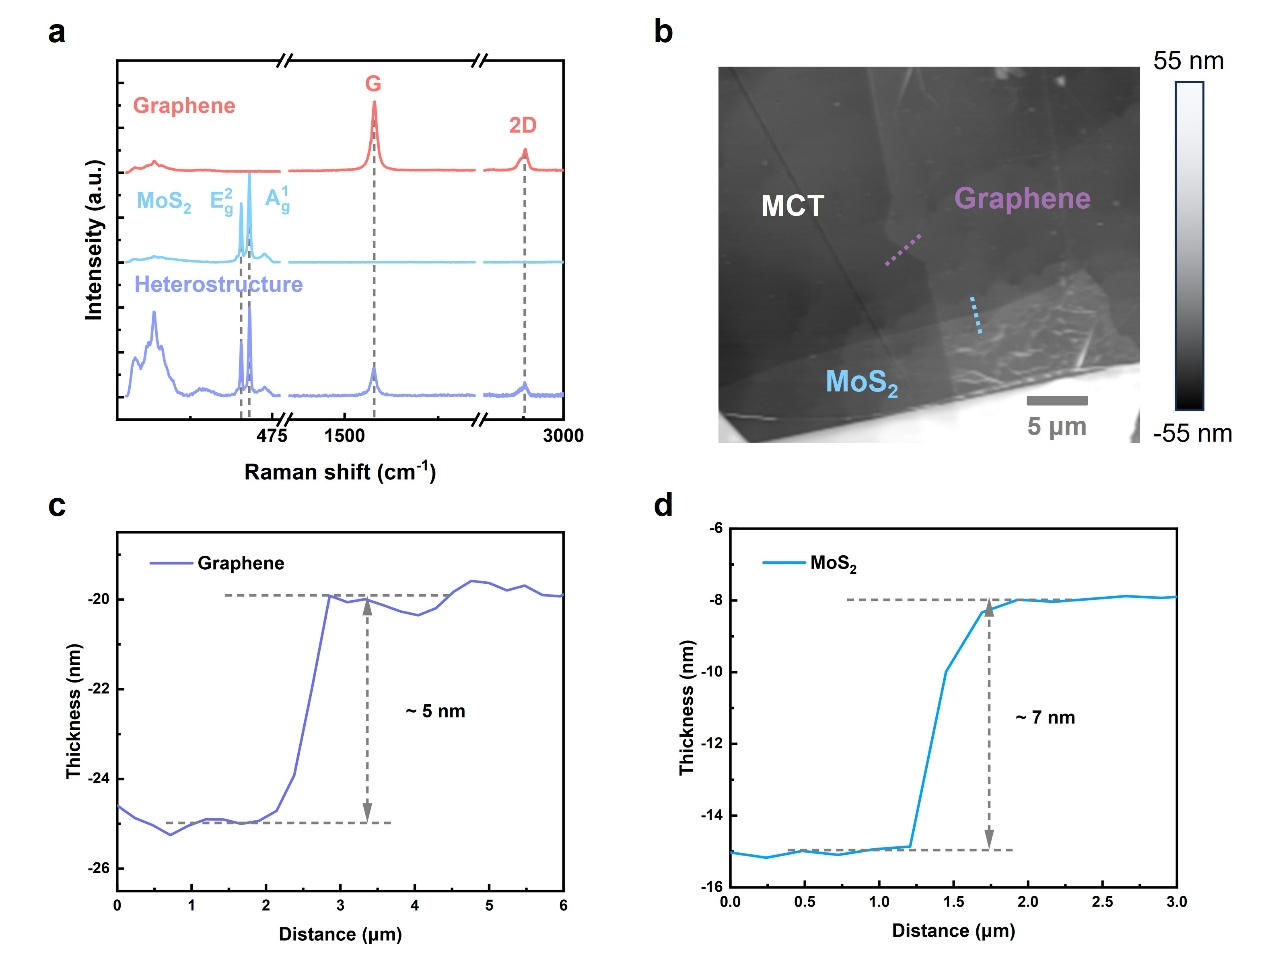 a
Graphene
G
2D
MoS₂ E²g A¹g
Heterostructure
Intenseity (a.u.)
475 1500 3000
Raman shift (cm⁻¹)
b
MCT
Graphene
MoS₂
5 μm
55 nm
-55 nm
c
Graphene
-20
-22
-24
-26
~ 5 nm
Thickness (nm)
0 1 2 3 4 5 6
Distance (μm)
d
MoS₂
-6
-8
-10
-12
-14
-16
~ 7 nm
Thickness (nm)
0.0 0.5 1.0 1.5 2.0 2.5 3.0
Distance (μm)